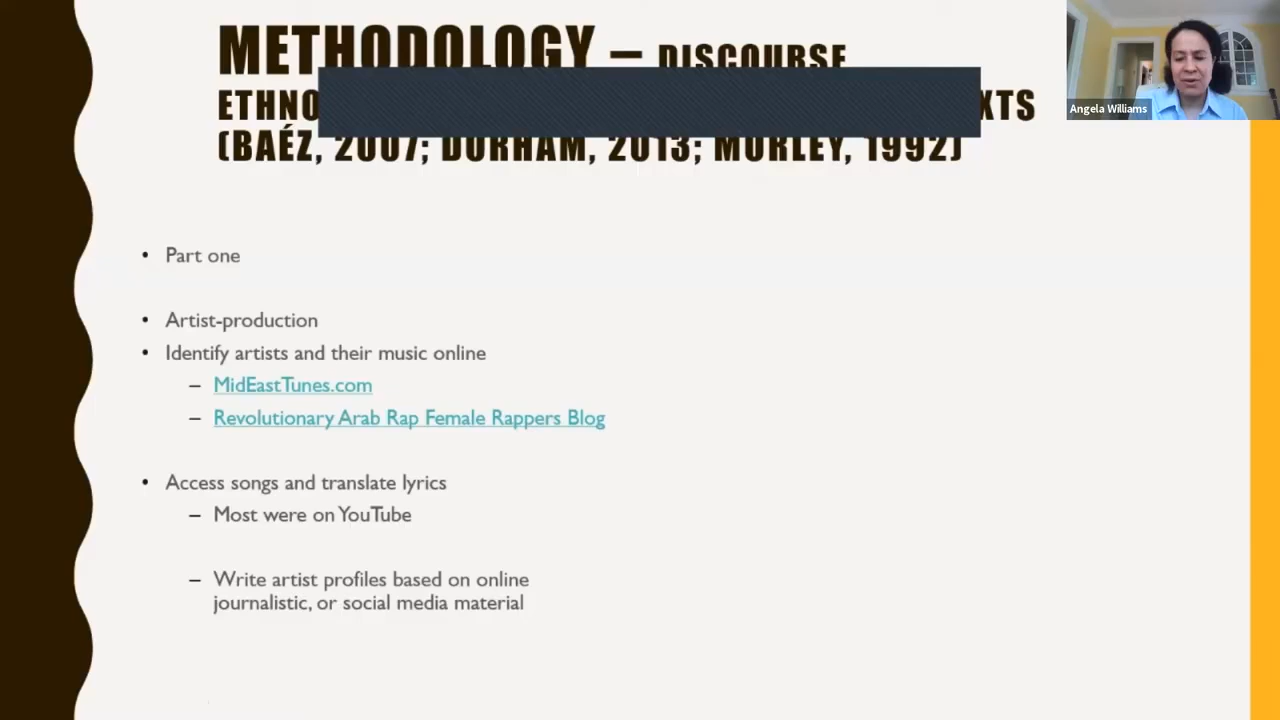 METHODOLOGY – DISCOURSE
(BAÉZ, 2007; DURHAM, 2013; MORLEY, 1992)
Angela Williams
• Part one
• Artist-production
• Identify artists and their music online
– MidEastTunes.com
– Revolutionary Arab Rap Female Rappers Blog
• Access songs and translate lyrics
– Most were on YouTube
– Write artist profiles based on online
journalistic, or social media material